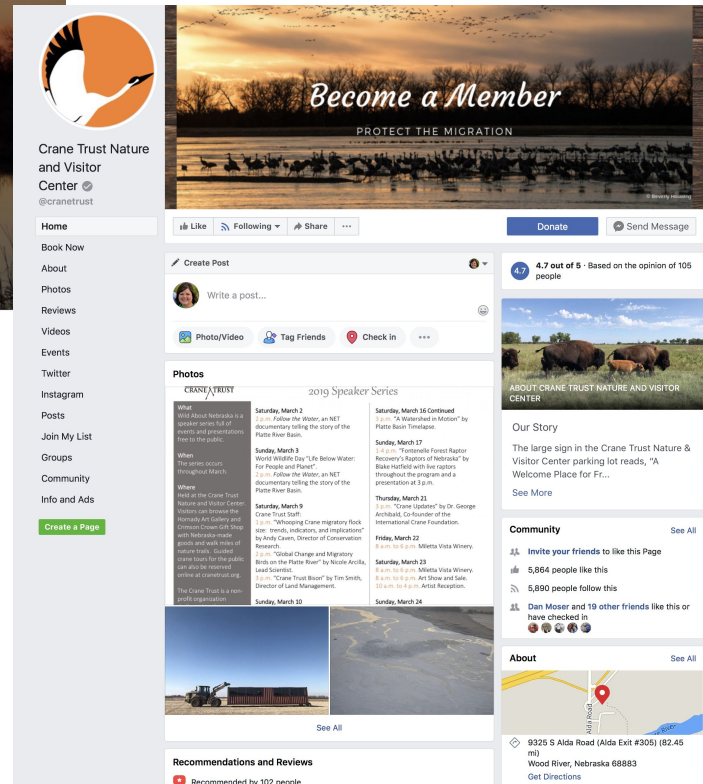 Crane Trust Nature
and Visitor
Center
@cranetrust
Home
Book Now
About
Photos
Reviews
Videos
Events
Twitter
Instagram
Posts
Join My List
Groups
Community
Info and Ads
Create a Page
Become a Member
PROTECT THE MIGRATION
Like
Following
Share
Donate
Send Message
Create Post
Write a post...
Photo/Video
Tag Friends
Check in
Photos
CRANE TRUST
2019 Speaker Series
What
Wild About Nebraska is a
speaker series full of
events and presentations
free to the public.
When
The series occurs
throughout March.
Where
Held at the Crane Trust
Nature and Visitor Center.
Visitors can browse the
Hornady Art Gallery and
Crimson Crown Gift Shop
with Nebraska-made
goods and walk miles of
nature trails. Guided
crane tours for the public
can also be reserved
online at cranetrust.org.
The Crane Trust is a non-
profit organization
Saturday, March 2
2 p.m. Follow the Water, an NET
documentary telling the story of the
Platte River Basin.
Sunday, March 3
World Wildlife Day "Life Below Water:
For People and Planet".
2 p.m. Follow the Water, an NET
documentary telling the story of the
Platte River Basin.
Saturday, March 9
Crane Trust Staff:
1 p.m. "Whooping Crane migratory flock
size: trends, indicators, and implications"
by Andy Caven, Director of Conservation
Research.
2 p.m. "Global Change and Migratory
Birds on the Platte River" by Nicole Arcilla,
Lead Scientist.
3 p.m. "Crane Trust Bison" by Tim Smith,
Director of Land Management.
Sunday, March 10
Saturday, March 16 Continued
3 p.m. "A Watershed in Motion" by
Platte Basin Timelapse.
Sunday, March 17
1-4 p.m. "Fontenelle Forest Raptor
Recovery's Raptors of Nebraska" by
Blake Hatfield with live raptors
throughout the program and a
presentation at 3 p.m.
Thursday, March 21
3 p.m. "Crane Updates" by Dr. George
Archibald, Co-founder of the
International Crane Foundation.
Friday, March 22
8 a.m. to 6 p.m. Miletta Vista Winery.
Saturday, March 23
8 a.m. to 6 p.m. Miletta Vista Winery.
8 a.m. to 6 p.m. Art Show and Sale.
10 a.m. to 4 p.m. Artist Reception.
Sunday, March 24
See All
Recommendations and Reviews
Recommended by 102 people
4.7
4.7 out of 5 · Based on the opinion of 105
people
ABOUT CRANE TRUST NATURE AND VISITOR
CENTER
Our Story
The large sign in the Crane Trust Nature &
Visitor Center parking lot reads, "A
Welcome Place for Fr...
See More
Community
See All
Invite your friends to like this Page
5,864 people like this
5,890 people follow this
Dan Moser and 19 other friends like this or
have checked in
About
See All
Alda Road
River
9325 S Alda Road (Alda Exit #305) (82.45
mi)
Wood River, Nebraska 68883
Get Directions